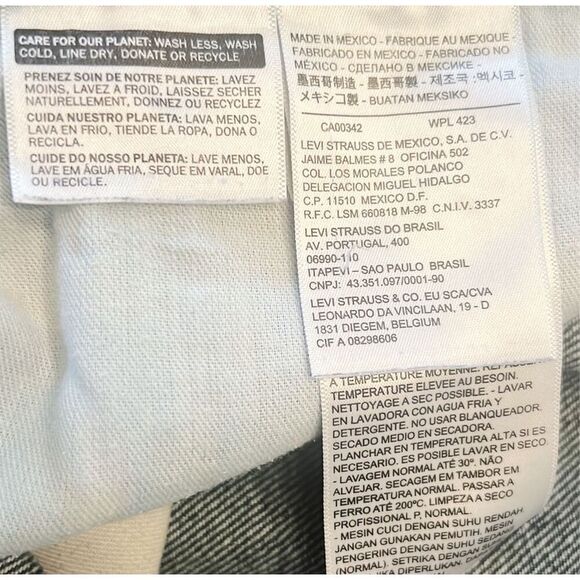 CARE FOR OUR PLANET: WASH LESS, WASH
COLD, LINE DRY, DONATE OR RECYCLE
PRENEZ SOIN DE NOTRE PLANETE: LAVEZ
MOINS, LAVEZ A FROID, LAISSEZ SECHER
NATURELLEMENT, DONNEZ OU RECYCLEZ
CUIDA NUESTRO PLANETA: LAVA MENOS,
LAVA EN FRIO, TIENDE LA ROPA, DONA O
RECICLA.
CUIDE DO NOSSO PLANETA: LAVE MENOS,
LAVE EM ÁGUA FRIA, SEQUE EM VARAL, DOE
OU RECICLE.
MADE IN MEXICO - FABRIQUE AU MEXIQUE -
FABRICADO EN MEXICO - FABRICADO NO
MÉXICO - СДЕЛАНО В МЕКСИКЕ -
墨西哥制造 - 墨西哥製 - 제조국 :멕시코 -
メキシコ製 - BUATAN MEKSIKO
CA00342 WPL 423
LEVI STRAUSS DE MEXICO, S.A. DE C.V.
JAIME BALMES # 8 OFICINA 502
COL. LOS MORALES POLANCO
DELEGACION MIGUEL HIDALGO
C.P. 11510 MEXICO D.F.
R.F.C. LSM 660818 M-98 C.N.I.V. 3337
LEVI STRAUSS DO BRASIL
AV. PORTUGAL, 400
06990-110
ITAPEVI – SAO PAULO BRASIL
CNPJ: 43.351.097/0001-90
LEVI STRAUSS & CO. EU SCA/CVA
LEONARDO DA VINCILAAN, 19 - D
1831 DIEGEM, BELGIUM
CIF A 08298606
A TEMPERATURE MOYENNE.
TEMPERATURE ELEVEE AU BESOIN.
NETTOYAGE A SEC POSSIBLE. - LAVAR
EN LAVADORA CON AGUA FRIA Y
DETERGENTE. NO USAR BLANQUEADOR.
SECADO MEDIO EN SECADORA.
PLANCHAR EN TEMPERATURA ALTA SI ES
NECESARIO. ES POSIBLE LAVAR EN SECO.
- LAVAGEM NORMAL ATÉ 30º. NÃO
ALVEJAR. SECAGEM EM TAMBOR EM
TEMPERATURA NORMAL. PASSAR A
FERRO ATÉ 200ºC. LIMPEZA A SECO
PROFISSIONAL P. NORMAL.
- MESIN CUCI DENGAN SUHU RENDAH.
JANGAN GUNAKAN PEMUTIH. MESIN
PENGERING DENGAN SUHU SEDANG
(NORMAL). SETRIKA DENGAN
JIKA DIPERLUKAN.